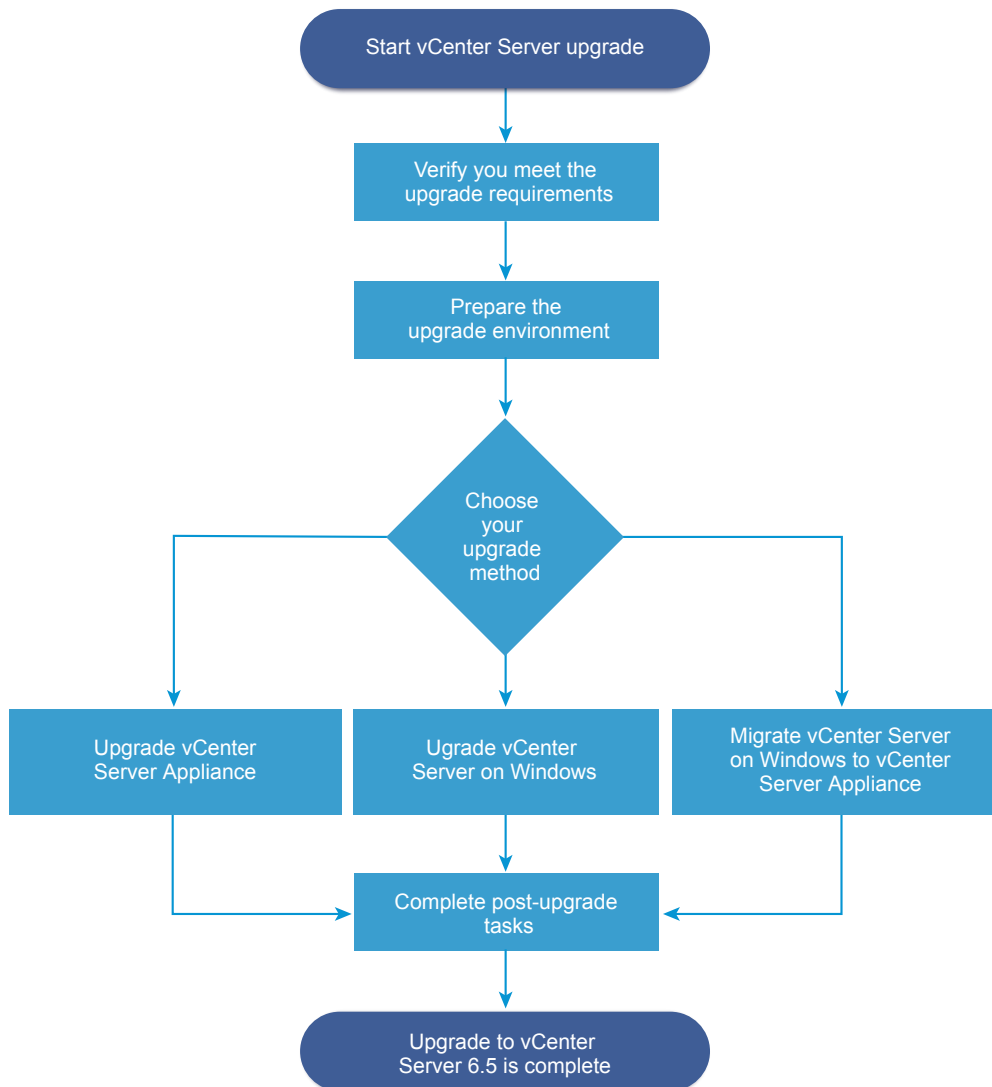 Start vCenter Server upgrade
Verify you meet the
upgrade requirements
Prepare the
upgrade environment
Choose
your
upgrade
method
Upgrade vCenter
Server Appliance
Ugrade vCenter
Server on Windows
Migrate vCenter Server
on Windows to vCenter
Server Appliance
Complete post-upgrade
tasks
Upgrade to vCenter
Server 6.5 is complete